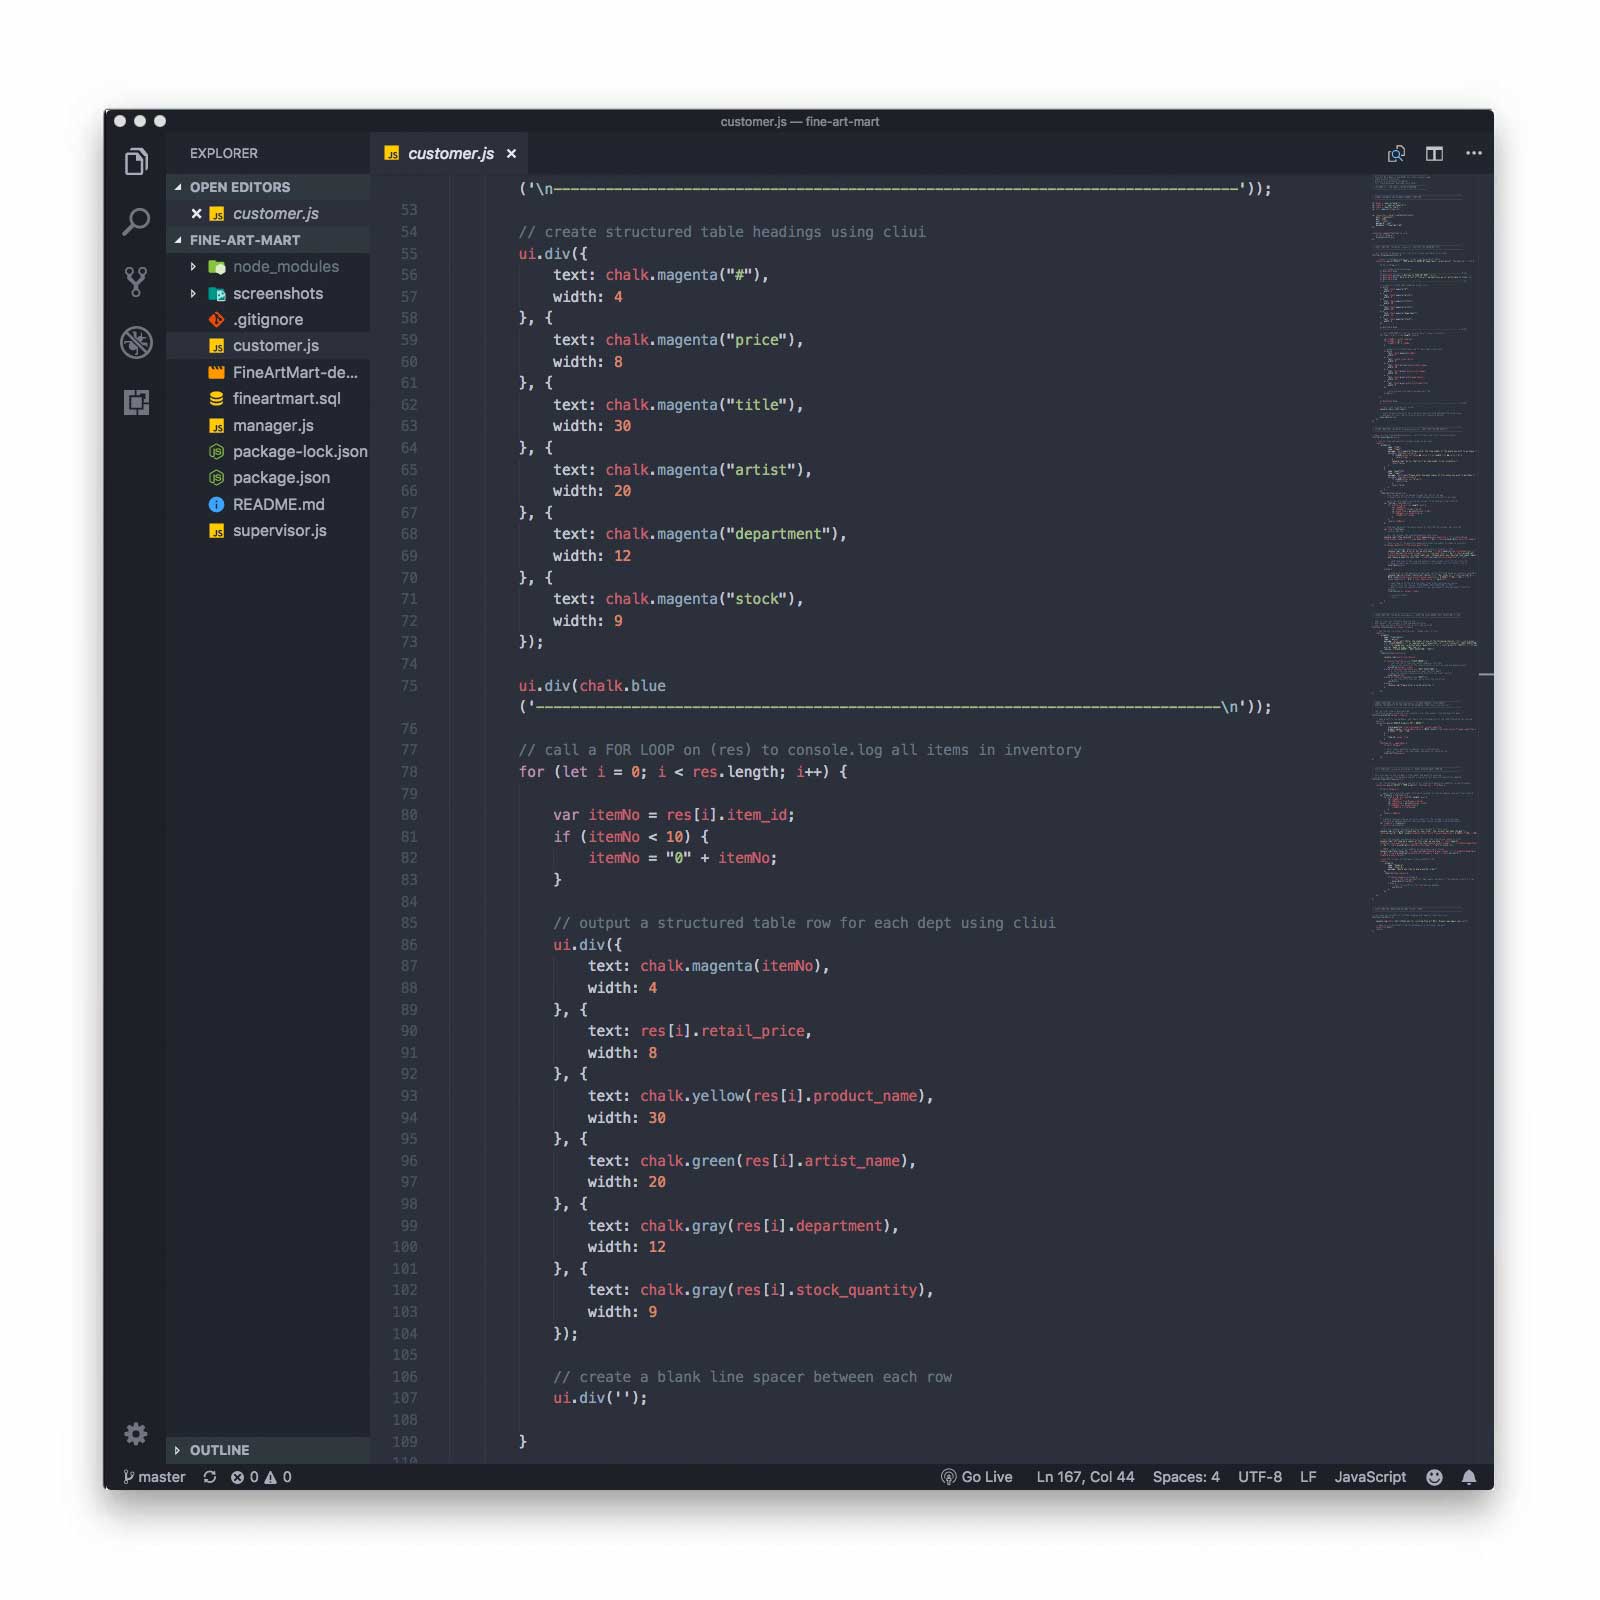 customer.js — fine-art-mart
EXPLORER
OPEN EDITORS
customer.js
FINE-ART-MART
node_modules
screenshots
.gitignore
customer.js
FineArtMart-de...
fineartmart.sql
manager.js
package-lock.json
package.json
README.md
supervisor.js
OUTLINE
customer.js
('\n———————————————————————————————————————————————————————————————————————————————'));
53
54 // create structured table headings using cliui
55 ui.div({
56 text: chalk.magenta("#"),
57 width: 4
58 }, {
59 text: chalk.magenta("price"),
60 width: 8
61 }, {
62 text: chalk.magenta("title"),
63 width: 30
64 }, {
65 text: chalk.magenta("artist"),
66 width: 20
67 }, {
68 text: chalk.magenta("department"),
69 width: 12
70 }, {
71 text: chalk.magenta("stock"),
72 width: 9
73 });
74
75 ui.div(chalk.blue
('———————————————————————————————————————————————————————————————————————————————\n'));
76
77 // call a FOR LOOP on (res) to console.log all items in inventory
78 for (let i = 0; i < res.length; i++) {
79
80 var itemNo = res[i].item_id;
81 if (itemNo < 10) {
82 itemNo = "0" + itemNo;
83 }
84
85 // output a structured table row for each dept using cliui
86 ui.div({
87 text: chalk.magenta(itemNo),
88 width: 4
89 }, {
90 text: res[i].retail_price,
91 width: 8
92 }, {
93 text: chalk.yellow(res[i].product_name),
94 width: 30
95 }, {
96 text: chalk.green(res[i].artist_name),
97 width: 20
98 }, {
99 text: chalk.gray(res[i].department),
100 width: 12
101 }, {
102 text: chalk.gray(res[i].stock_quantity),
103 width: 9
104 });
105
106 // create a blank line spacer between each row
107 ui.div('');
108
109 }
110
master 0 0 Go Live Ln 167, Col 44 Spaces: 4 UTF-8 LF JavaScript